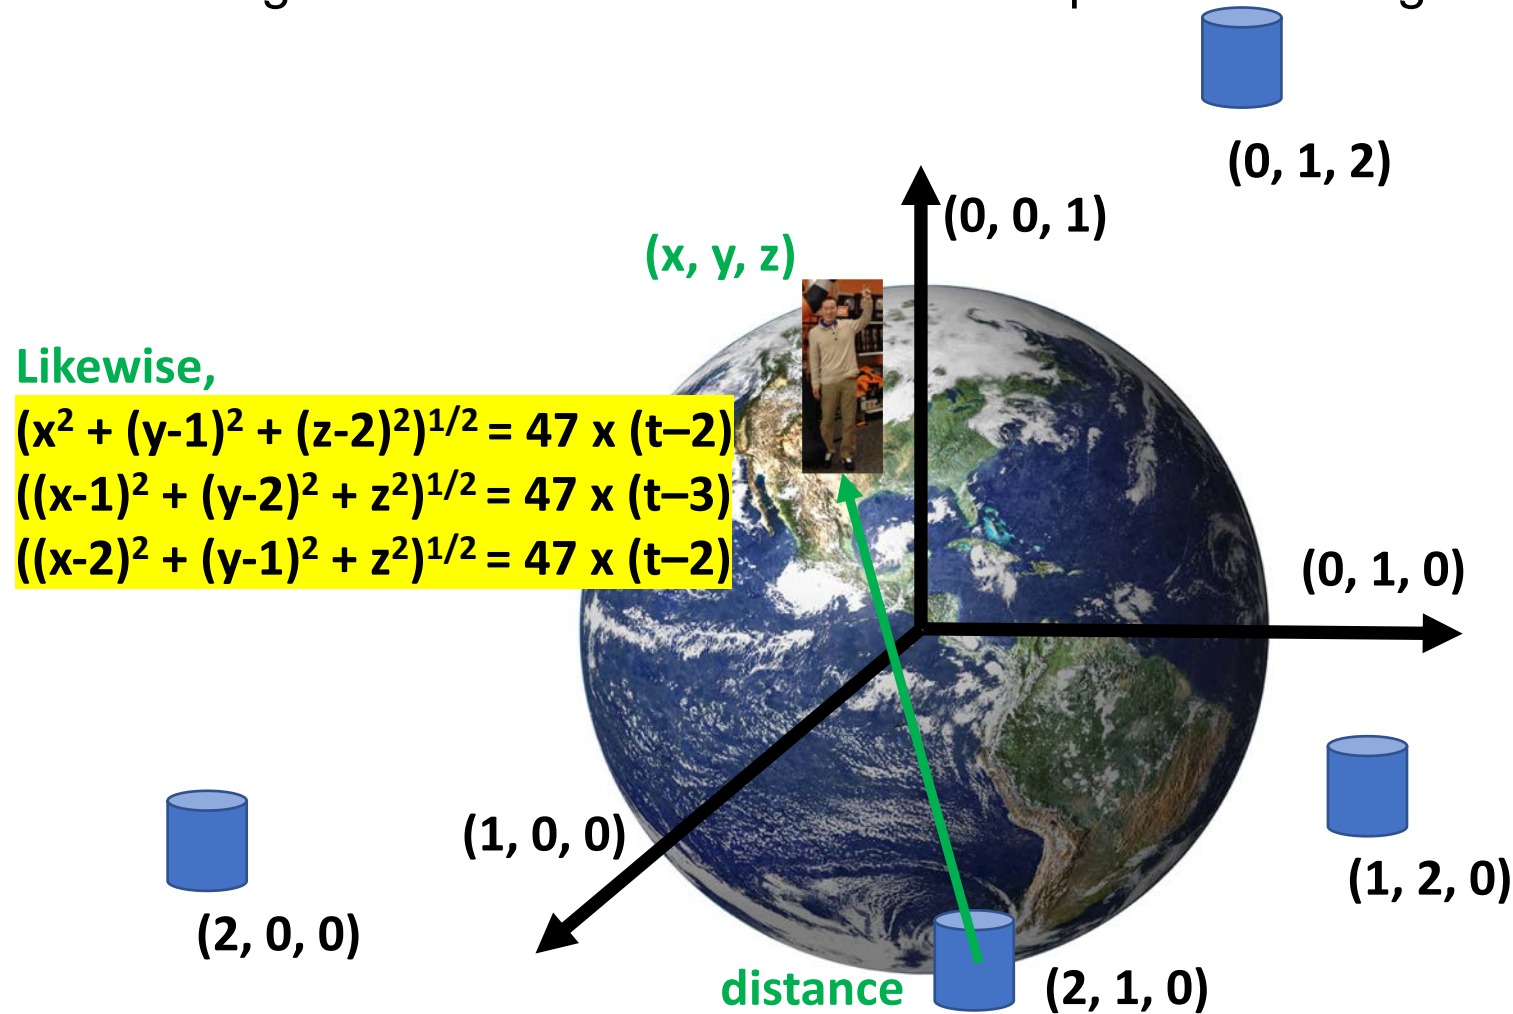 (0, 1, 2)
(0, 0, 1)
(x, y, z)
Likewise,
(x² + (y-1)² + (z-2)²)¹/² = 47 x (t–2)
((x-1)² + (y-2)² + z²)¹/² = 47 x (t–3)
((x-2)² + (y-1)² + z²)¹/² = 47 x (t–2)
(0, 1, 0)
(1, 0, 0)
(1, 2, 0)
(2, 0, 0)
distance
(2, 1, 0)